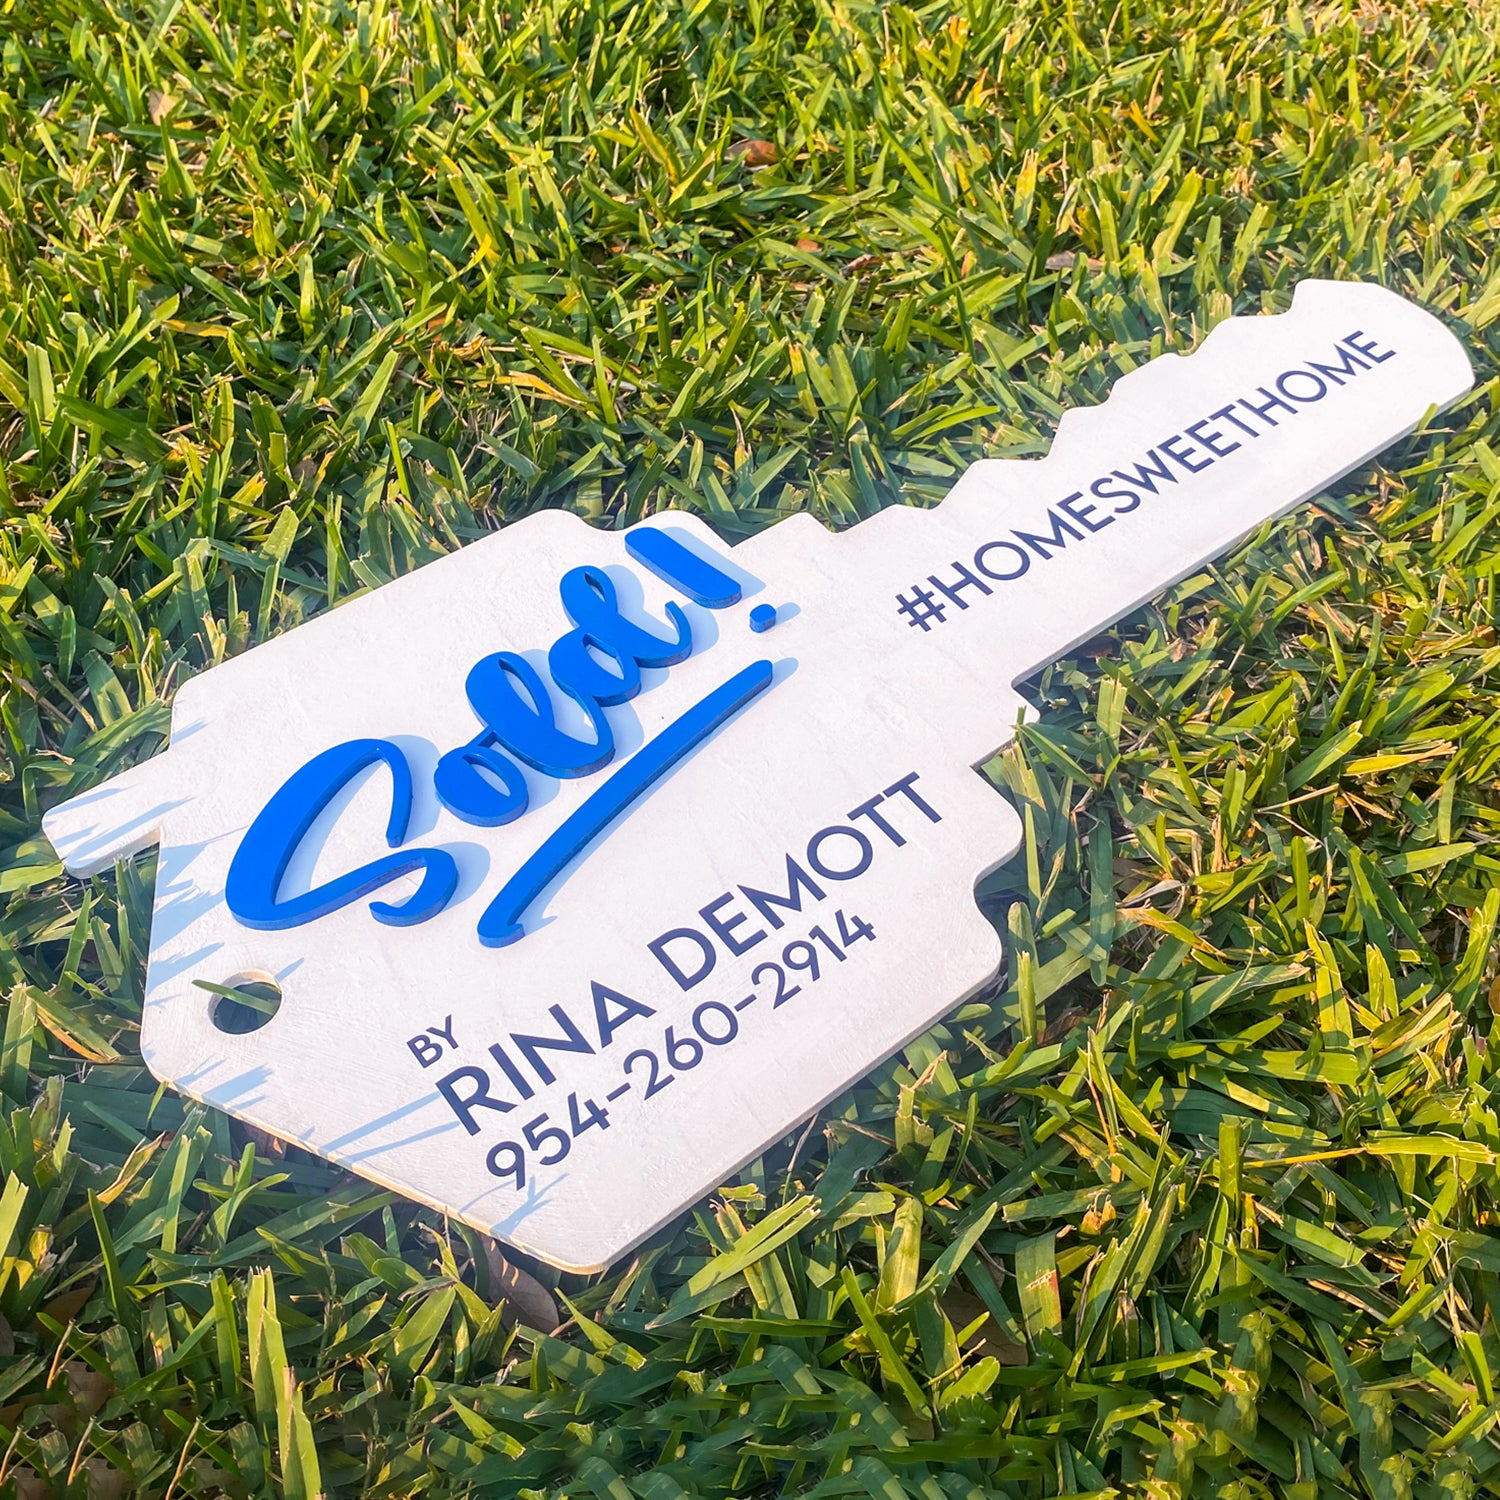 Sold!
BY
RINA DEMOTT
954-260-2914
#HOMESWEETHOME